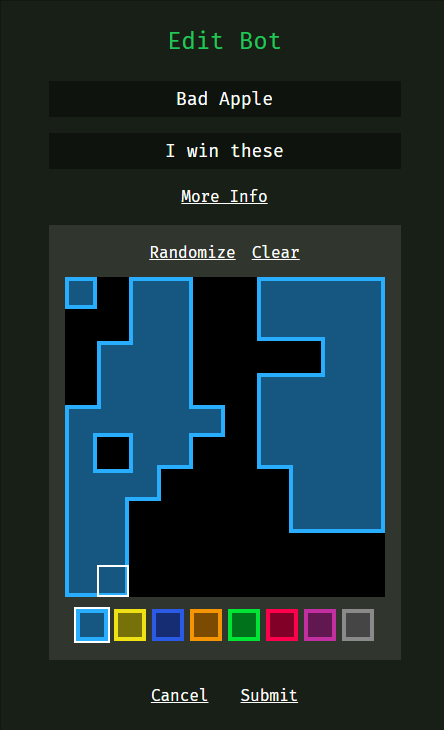 Edit Bot
Bad Apple
I win these
More Info
Randomize Clear
Cancel Submit